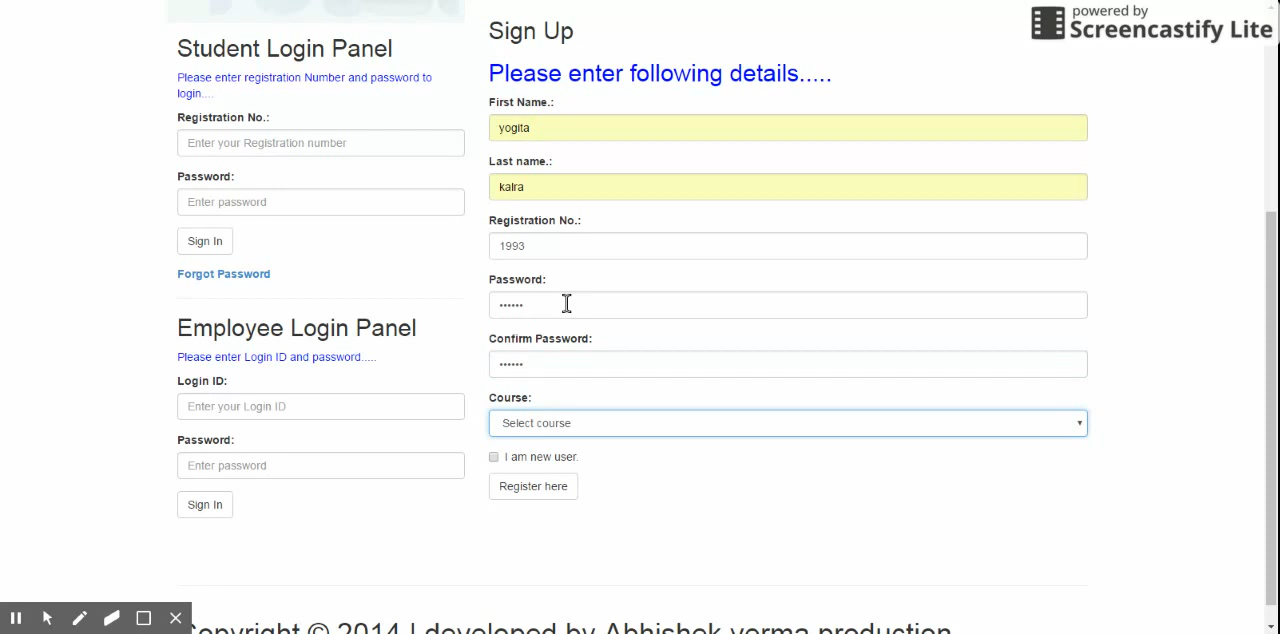 powered by
Screencastify Lite
Student Login Panel
Please enter registration Number and password to
login....
Registration No.:
Enter your Registration number
Password:
Enter password
Sign In
Forgot Password
Employee Login Panel
Please enter Login ID and password.....
Login ID:
Enter your Login ID
Password:
Enter password
Sign In
Sign Up
Please enter following details.....
First Name.:
yogita
Last name.:
kalra
Registration No.:
1993
Password:
••••••
Confirm Password:
••••••
Course:
Select course
I am new user.
Register here
Copyright © 2014 | developed by Abhishek verma production